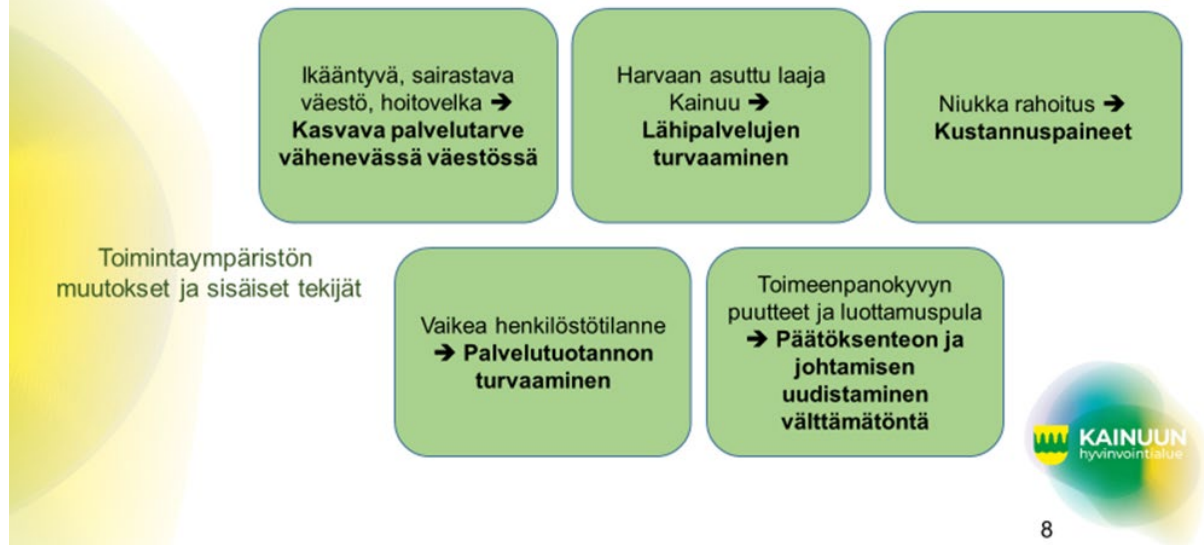 Ikääntyvä, sairastava
väestö, hoitovelka ➔
Kasvava palvelutarve
vähenevässä väestössä
Harvaan asuttu laaja
Kainuu ➔
Lähipalvelujen
turvaaminen
Niukka rahoitus ➔
Kustannuspaineet
Toimintaympäristön
muutokset ja sisäiset tekijät
Vaikea henkilöstötilanne
➔ Palvelutuotannon
turvaaminen
Toimeenpanokyvyn
puutteet ja luottamuspula
➔ Päätöksenteon ja
johtamisen
uudistaminen
välttämätöntä
KAINUUN
hyvinvointialue
8